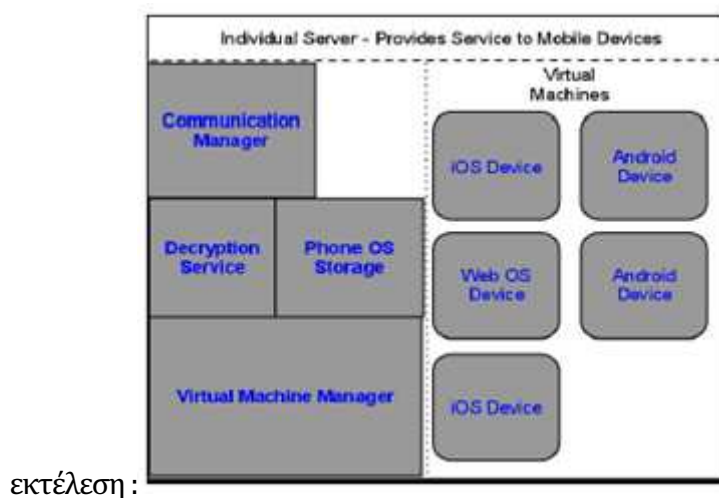 Individual Server - Provides Service to Mobile Devices
Virtual
Machines
Communication
Manager
iOS Device
Android
Device
Decryption
Service
Phone OS
Storage
Web OS
Device
Android
Device
Virtual Machine Manager
iOS Device
εκτέλεση :